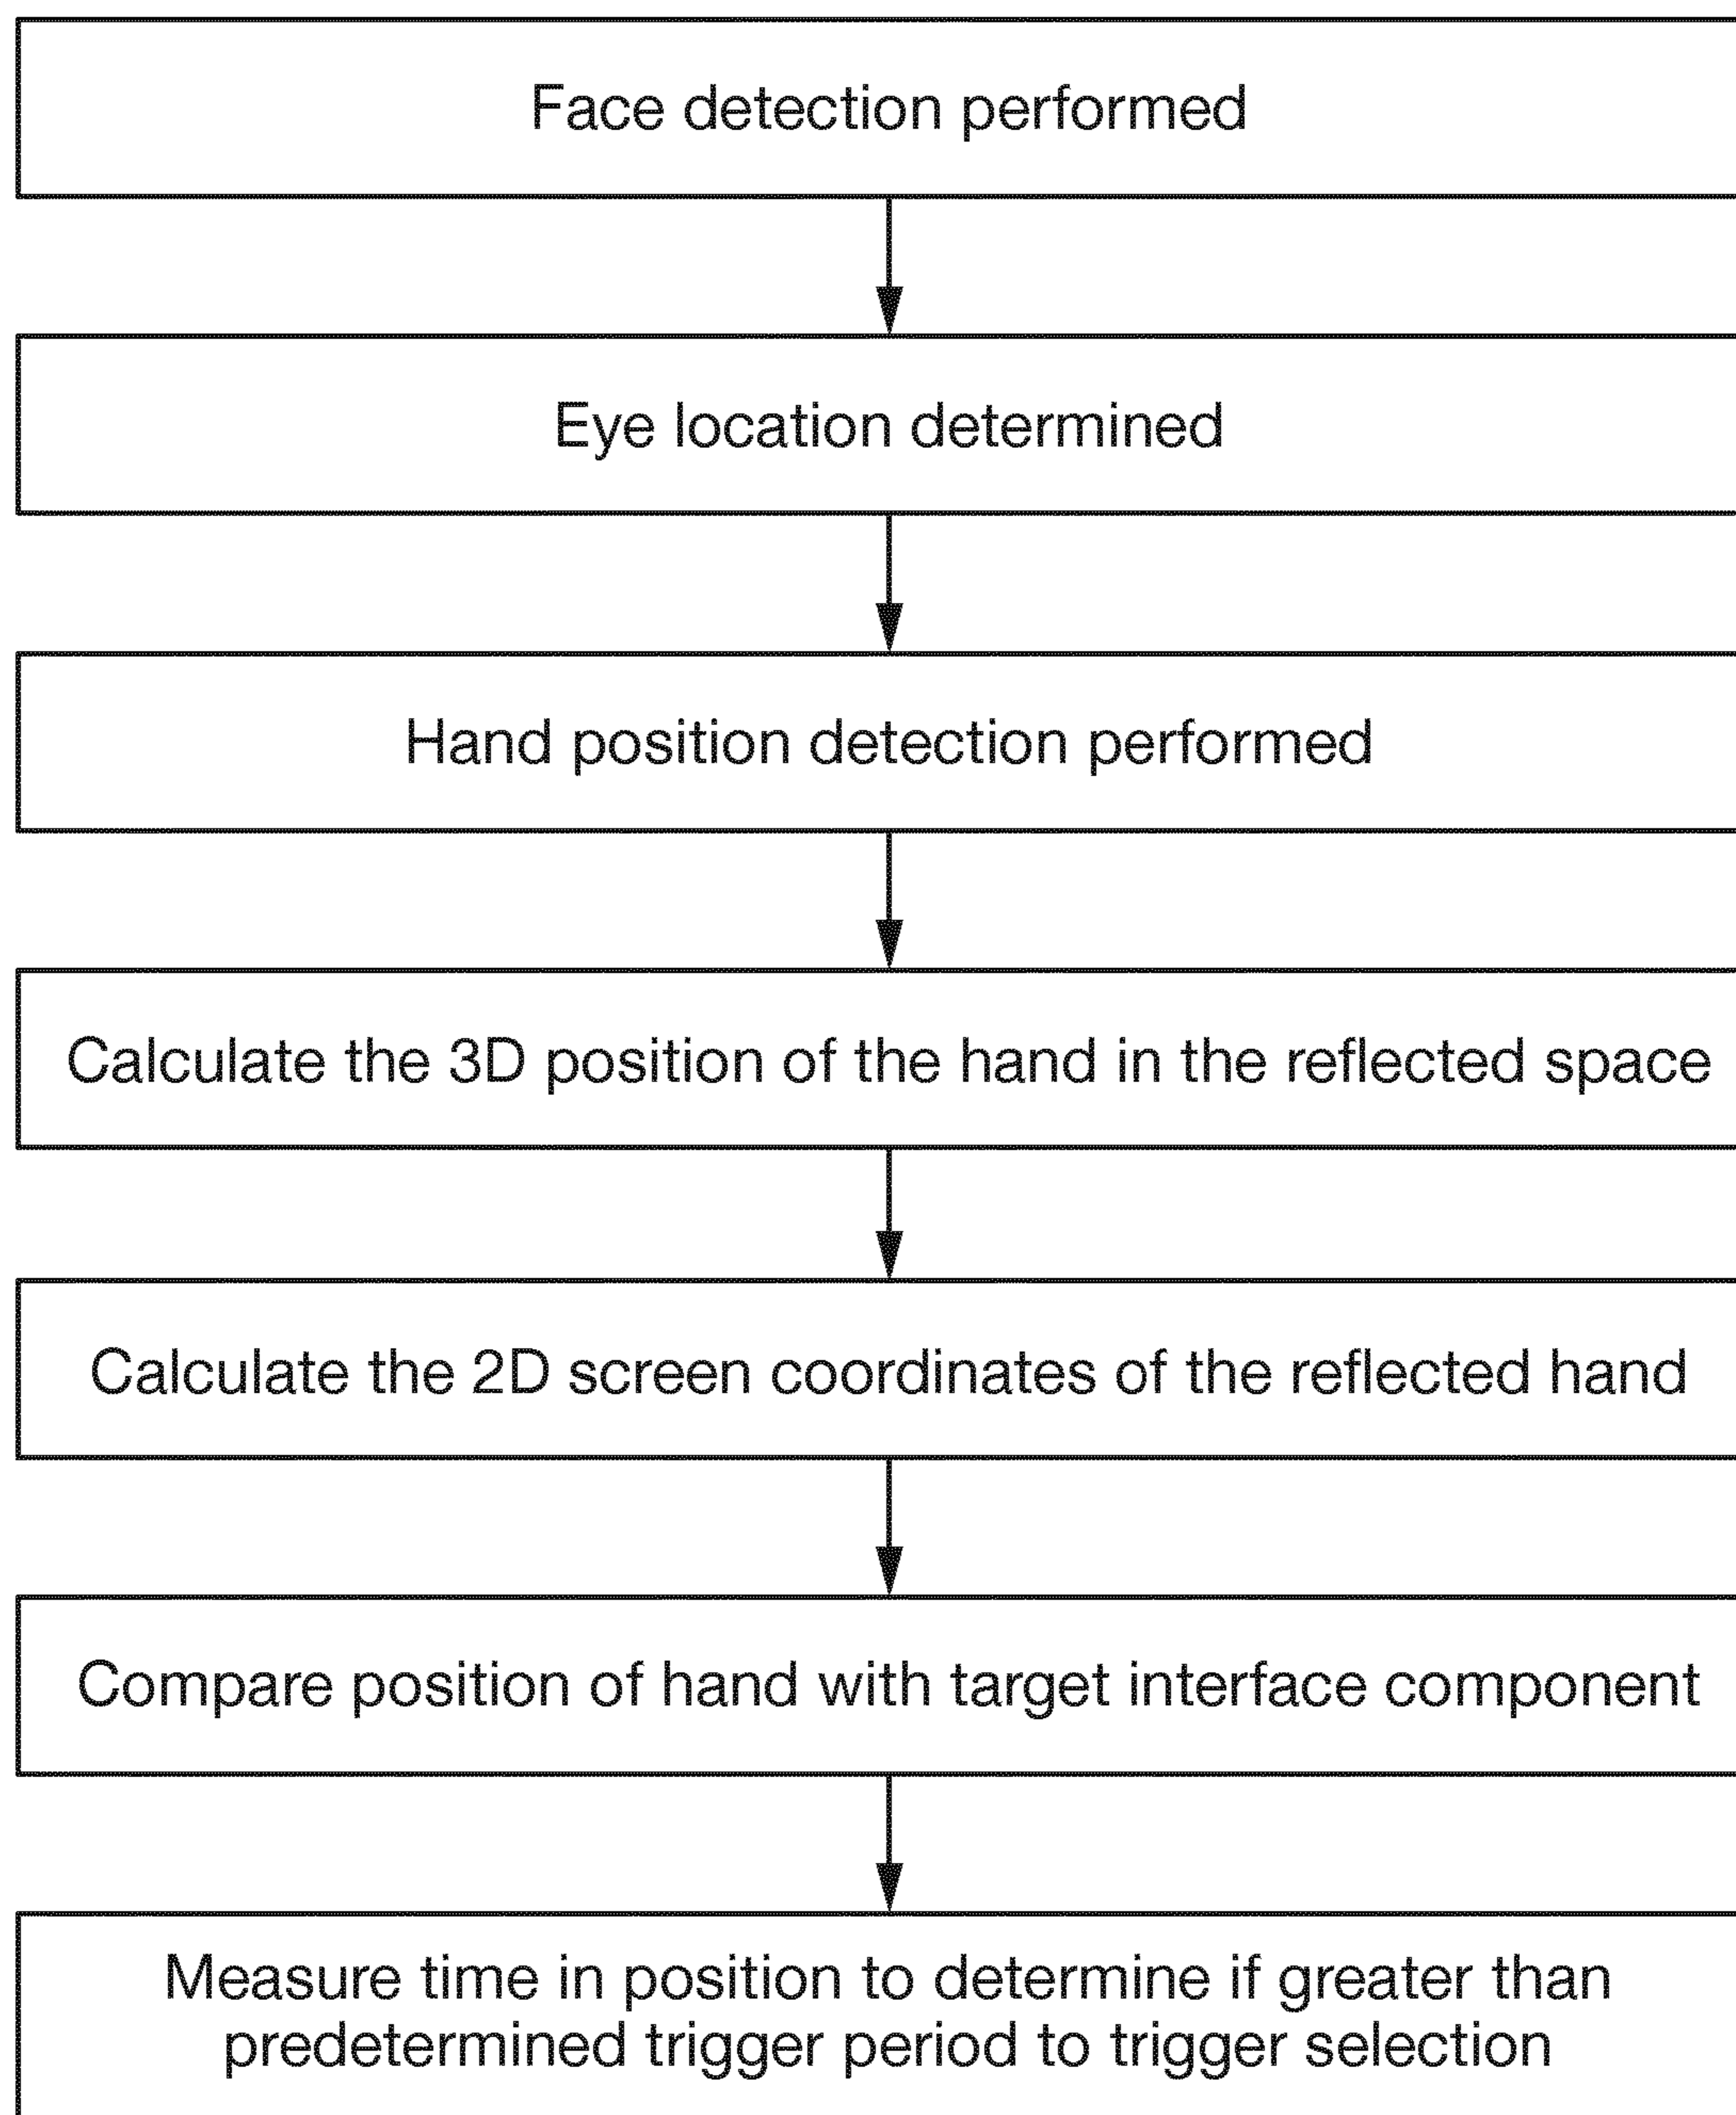 Face detection performed
Eye location determined
Hand position detection performed
Calculate the 3D position of the hand in the reflected space
Calculate the 2D screen coordinates of the reflected hand
Compare position of hand with target interface component
Measure time in position to determine if greater than
predetermined trigger period to trigger selection